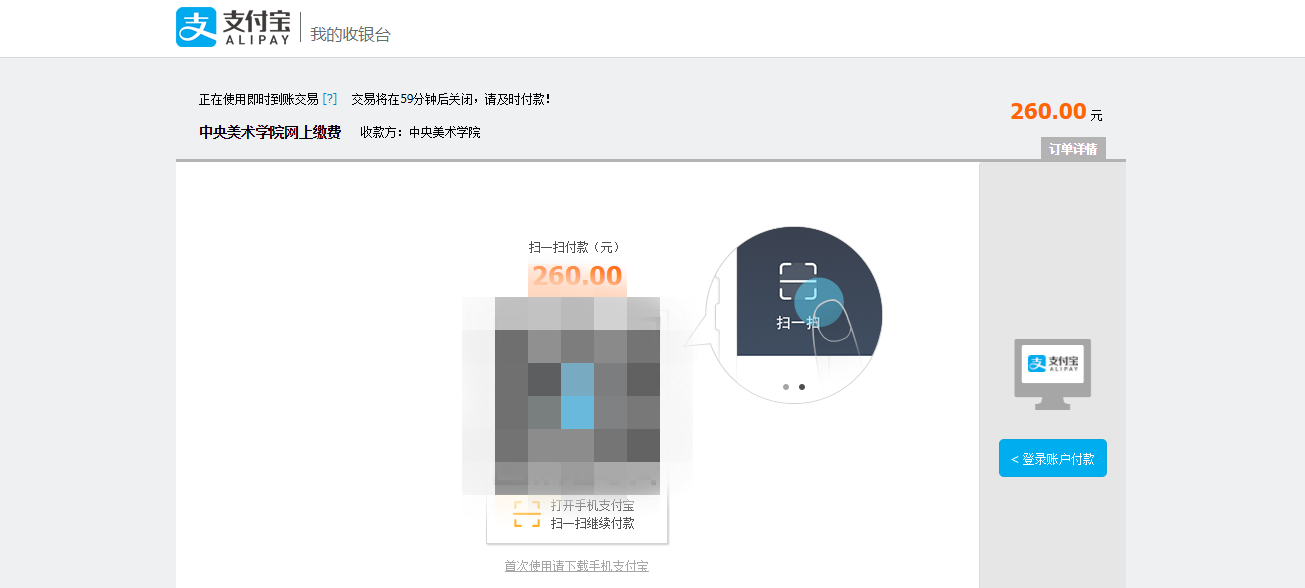 支付宝
ALIPAY
我的收银台
正在使用即时到账交易 [?] 交易将在59分钟后关闭，请及时付款！
中央美术学院网上缴费 收款方：中央美术学院
260.00 元
订单详情
扫一扫付款（元）
260.00
扫一扫
支付宝
ALIPAY
< 登录账户付款
打开手机支付宝
扫一扫继续付款
首次使用请下载手机支付宝